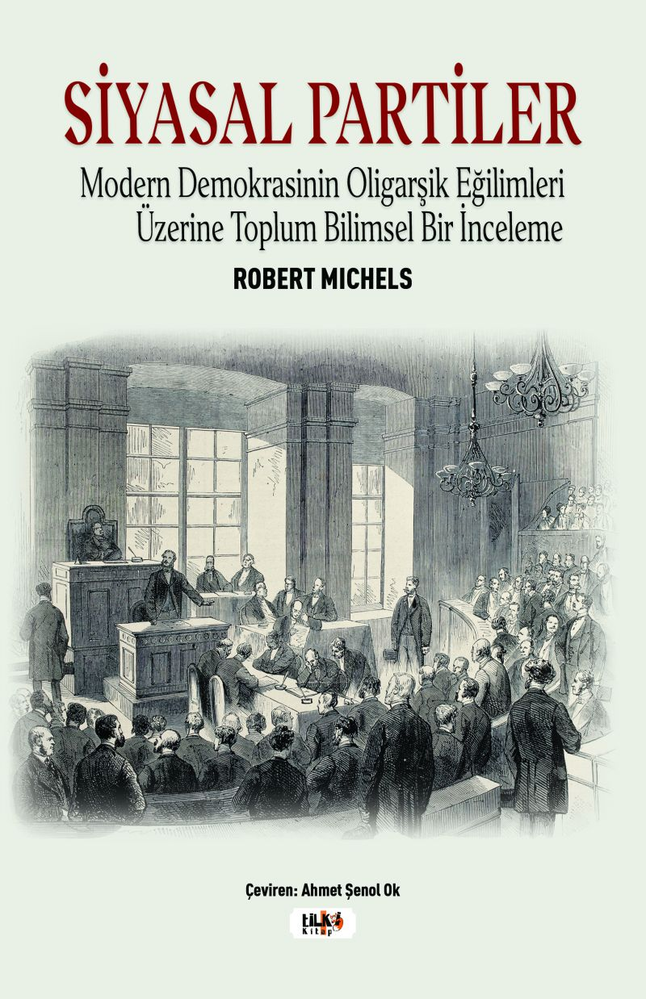 SİYASAL PARTİLER
Modern Demokrasinin Oligarşik Eğilimleri
Üzerine Toplum Bilimsel Bir İnceleme
ROBERT MICHELS
Çeviren: Ahmet Şenol Ok
tiLKi
Kitap